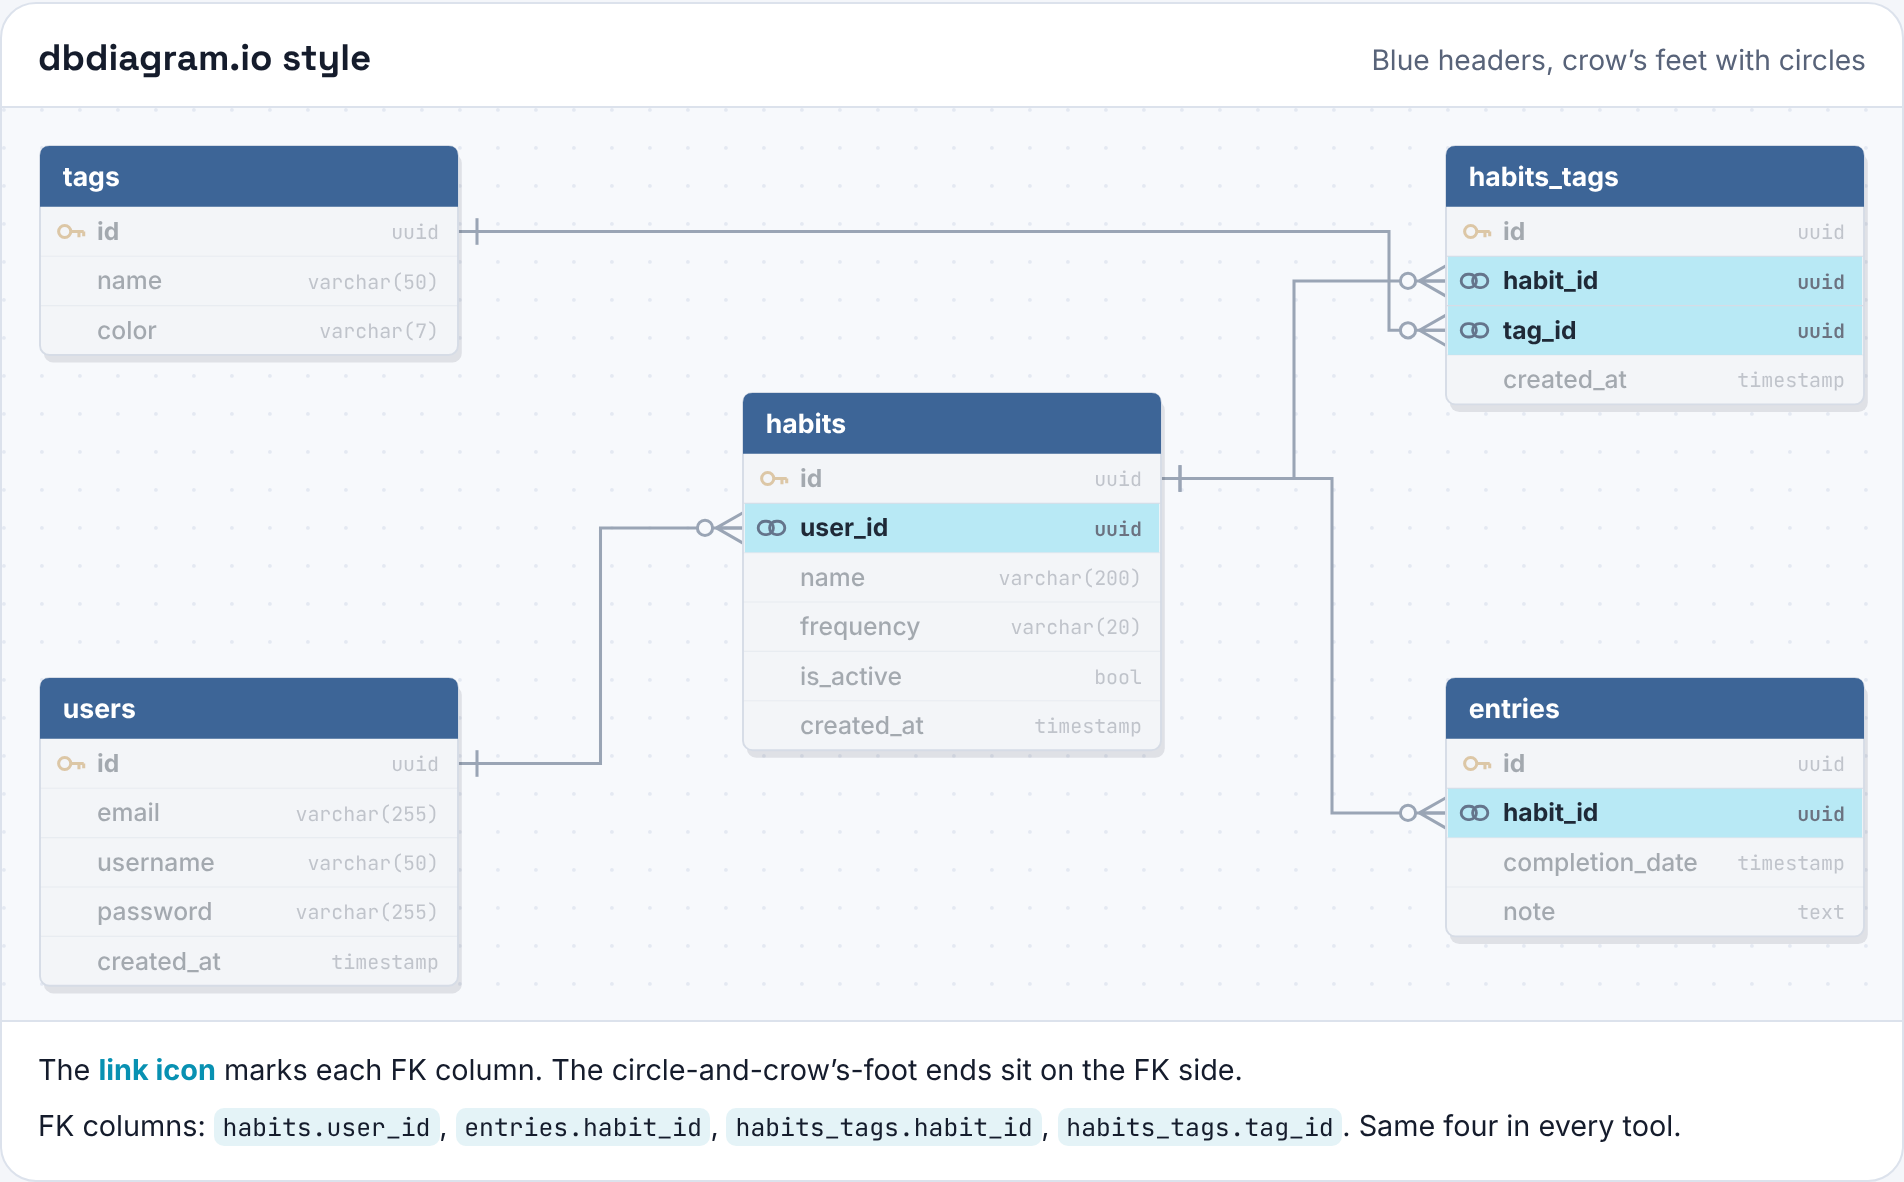 dbdiagram.io style
Blue headers, crow’s feet with circles
tags
id uuid
name varchar(50)
color varchar(7)
habits_tags
id uuid
habit_id uuid
tag_id uuid
created_at timestamp
habits
id uuid
user_id uuid
name varchar(200)
frequency varchar(20)
is_active bool
created_at timestamp
users
id uuid
email varchar(255)
username varchar(50)
password varchar(255)
created_at timestamp
entries
id uuid
habit_id uuid
completion_date timestamp
note text
The link icon marks each FK column. The circle-and-crow’s-foot ends sit on the FK side.
FK columns: habits.user_id, entries.habit_id, habits_tags.habit_id, habits_tags.tag_id. Same four in every tool.